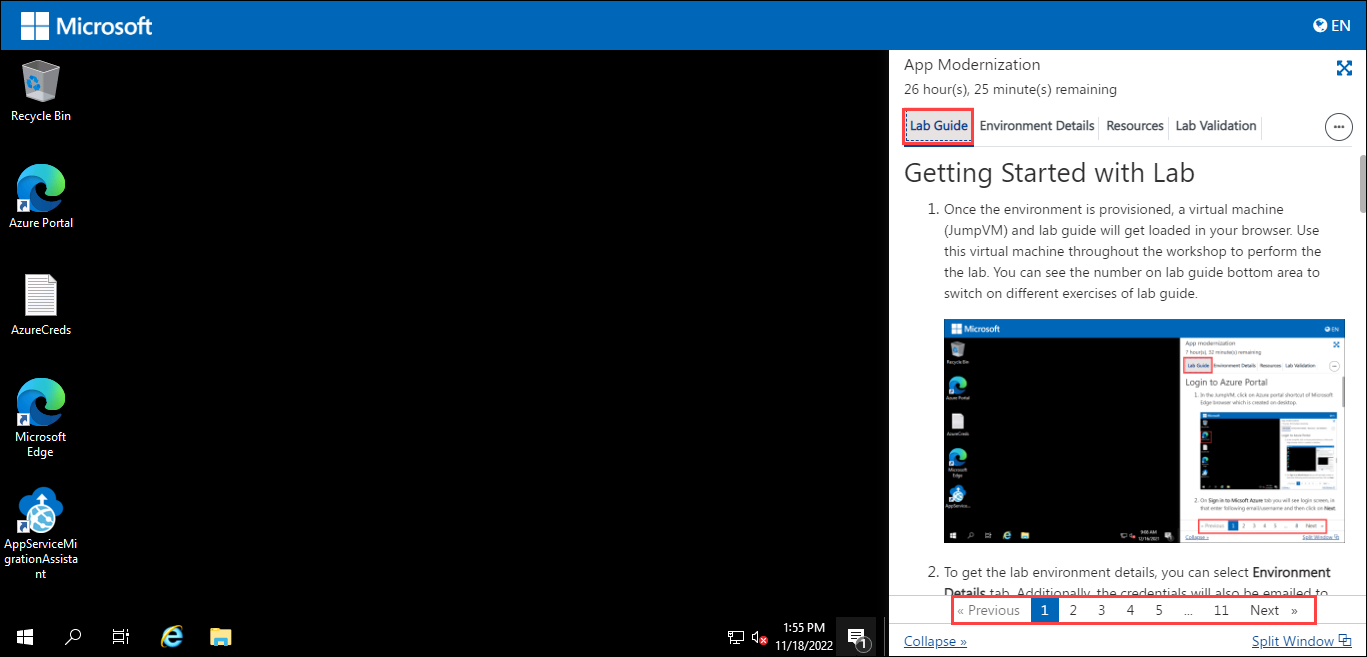 Microsoft
EN
Recycle Bin
Azure Portal
AzureCreds
Microsoft
Edge
AppServiceMi
grationAssista
nt
1:55 PM
11/18/2022
1
App Modernization
26 hour(s), 25 minute(s) remaining
Lab Guide Environment Details Resources Lab Validation
Getting Started with Lab
1. Once the environment is provisioned, a virtual machine
(JumpVM) and lab guide will get loaded in your browser. Use
this virtual machine throughout the workshop to perform the
the lab. You can see the number on lab guide bottom area to
switch on different exercises of lab guide.
Microsoft
EN
Recycle Bin
Azure Portal
AzureCreds
Microsoft
Edge
AppService...
App modernization
7 hour(s), 32 minute(s) remaining
Lab Guide Environment Details Resources Lab Validation
Login to Azure Portal
1. In the JumpVM, click on Azure portal shortcut of Microsoft
Edge browser which is created on desktop.
2. On Sign in to Micsoft Azure tab you will see login screen, in
that enter following email/username and then click on Next.
« Previous 1 2 3 4 5 ... 8 Next »
Collapse »
Split Window
2. To get the lab environment details, you can select Environment
Details tab. Additionally, the credentials will also be emailed to
« Previous 1 2 3 4 5 ... 11 Next »
Collapse »
Split Window